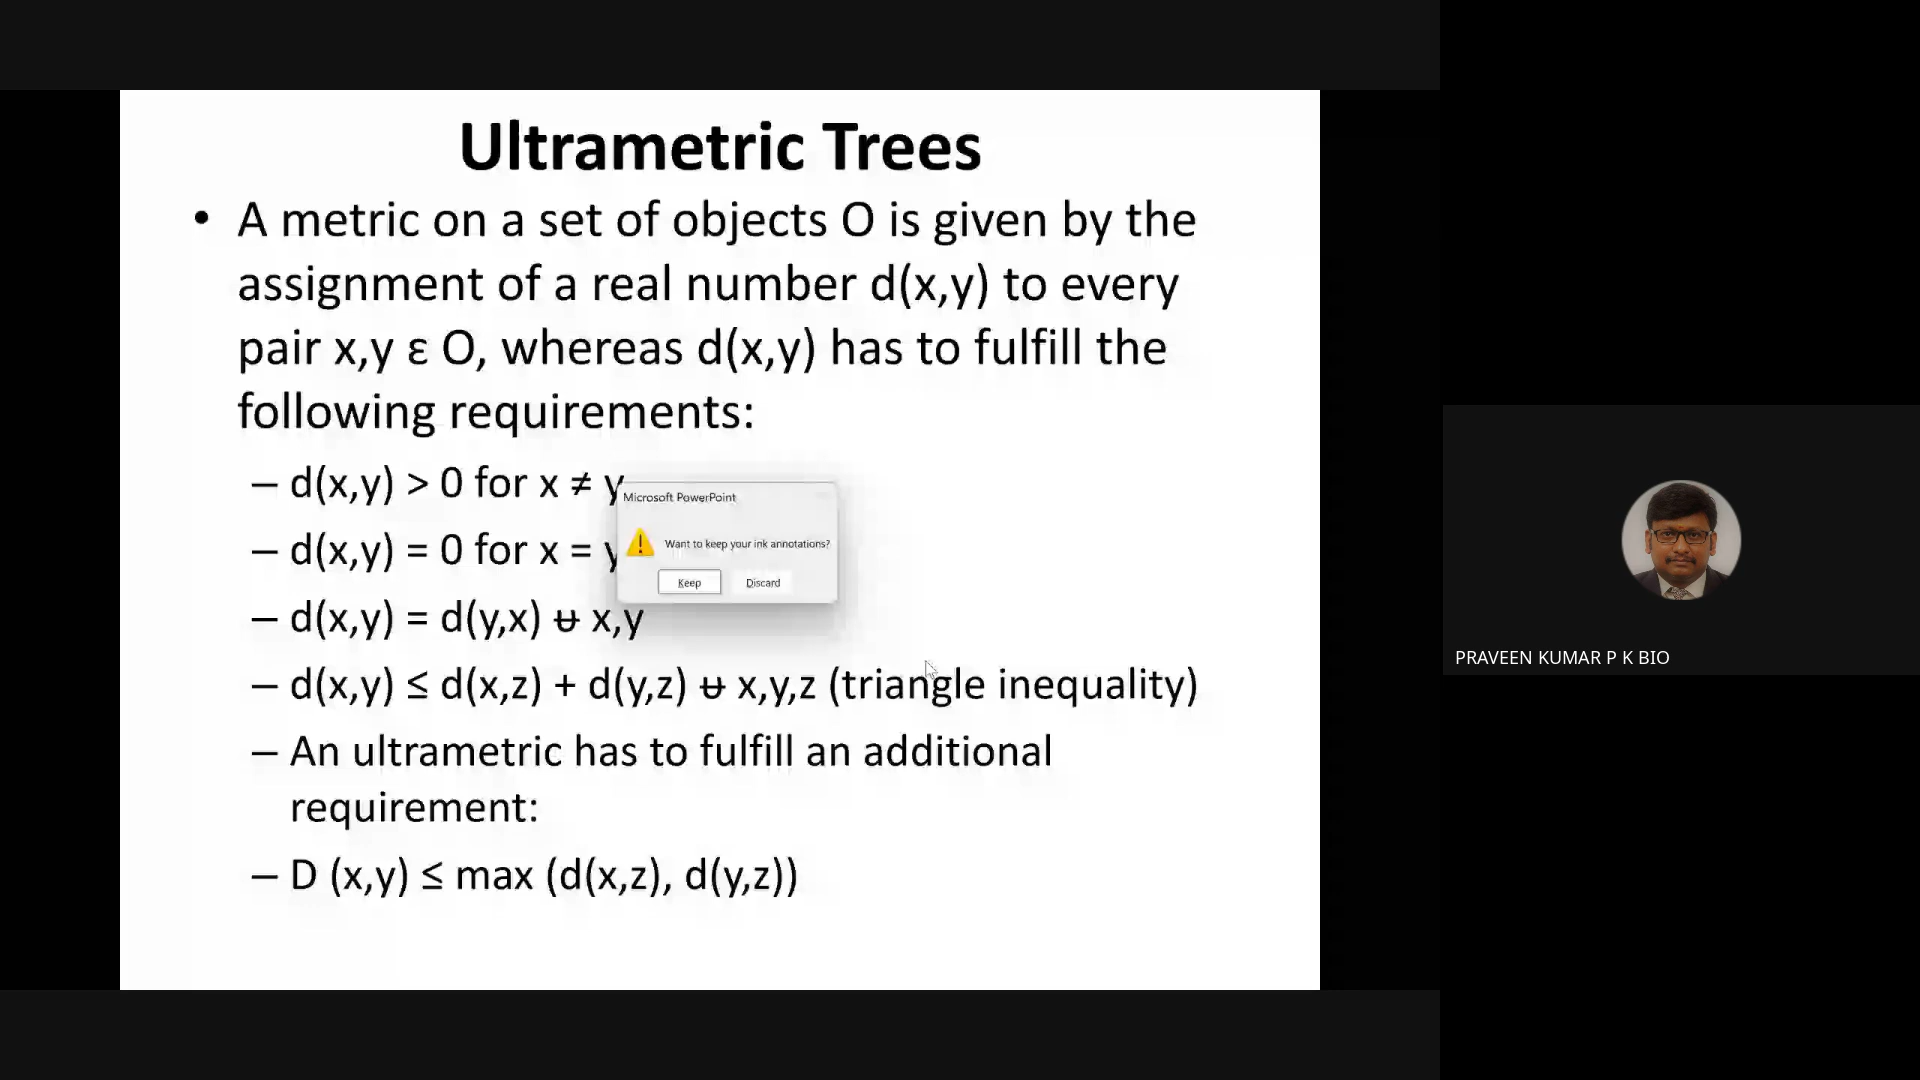 Ultrametric Trees
• A metric on a set of objects O is given by the
assignment of a real number d(x,y) to every
pair x,y ε O, whereas d(x,y) has to fulfill the
following requirements:
– d(x,y) > 0 for x ≠ y
– d(x,y) = 0 for x = y
– d(x,y) = d(y,x) ᵾ x,y
– d(x,y) ≤ d(x,z) + d(y,z) ᵾ x,y,z (triangle inequality)
– An ultrametric has to fulfill an additional
requirement:
– D (x,y) ≤ max (d(x,z), d(y,z))
Microsoft PowerPoint
Want to keep your ink annotations?
Keep Discard
PRAVEEN KUMAR P K BIO